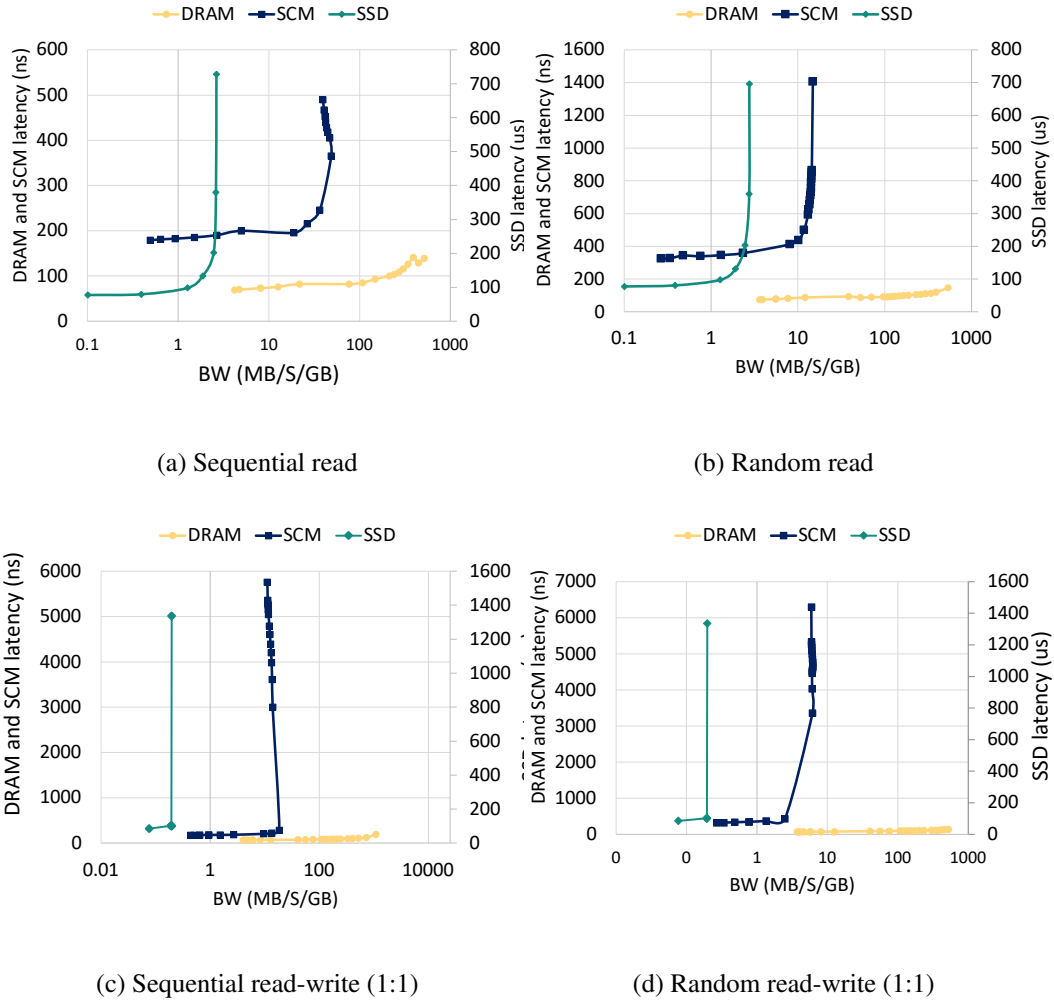 DRAM SCM SSD
DRAM and SCM latency (ns)
600
500
400
300
200
100
0
800
700
600
500
400
300
200
100
0
SSD latency (us)
0.1 1 10 100 1000
BW (MB/S/GB)
(a) Sequential read
DRAM SCM SSD
DRAM and SCM latency (ns)
1600
1400
1200
1000
800
600
400
200
0
800
700
600
500
400
300
200
100
0
SSD latency (us)
0.1 1 10 100 1000
BW (MB/S/GB)
(b) Random read
DRAM SCM SSD
DRAM and SCM latency (ns)
6000
5000
4000
3000
2000
1000
0
1600
1400
1200
1000
800
600
400
200
0
0.01 1 100 10000
BW (MB/S/GB)
(c) Sequential read-write (1:1)
DRAM SCM SSD
DRAM and SCM latency (ns)
7000
6000
5000
4000
3000
2000
1000
0
1600
1400
1200
1000
800
600
400
200
0
SSD latency (us)
0 0 1 10 100 1000
BW (MB/S/GB)
(d) Random read-write (1:1)